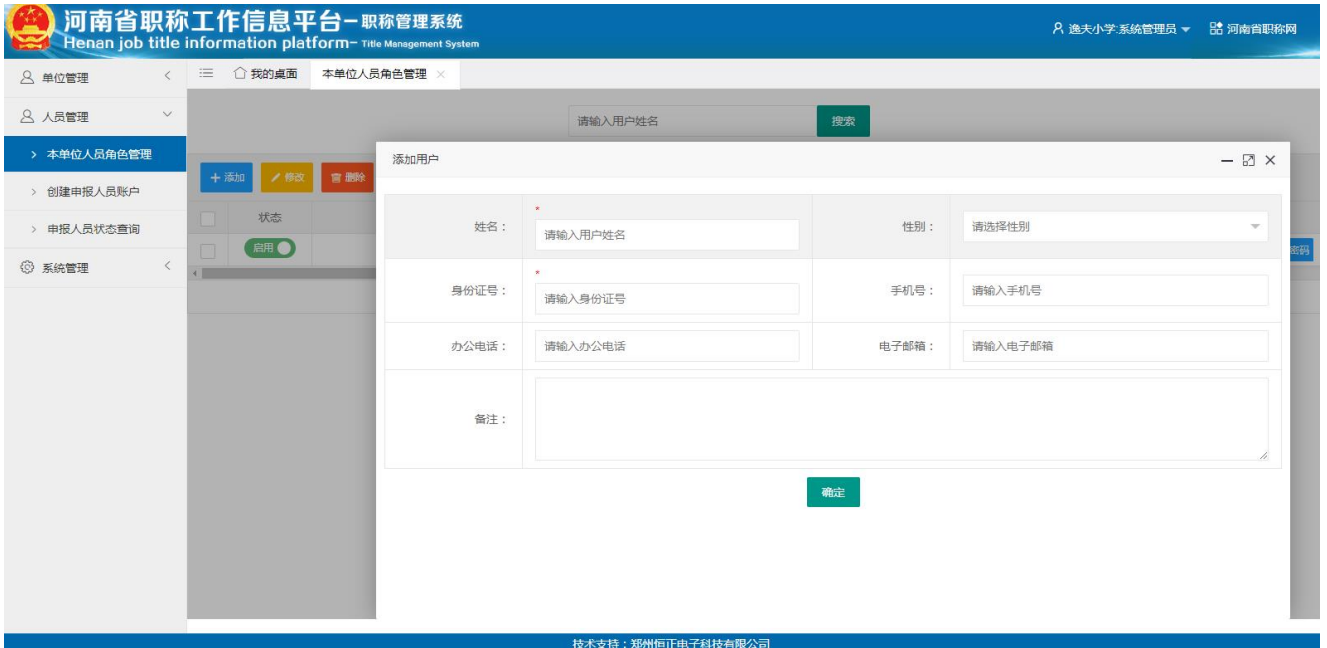 河南省职称工作信息平台-职称管理系统
Henan job title information platform- Title Management System
逸夫小学:系统管理员
河南省职称网
单位管理
我的桌面
本单位人员角色管理
人员管理
请输入用户姓名
搜索
本单位人员角色管理
添加用户
添加
修改
删除
创建申报人员账户
状态
姓名：
*
请输入用户姓名
性别：
请选择性别
申报人员状态查询
启用
密码
系统管理
身份证号：
*
请输入身份证号
手机号：
请输入手机号
办公电话：
请输入办公电话
电子邮箱：
请输入电子邮箱
备注：
确定
技术支持：郑州恒正电子科技有限公司